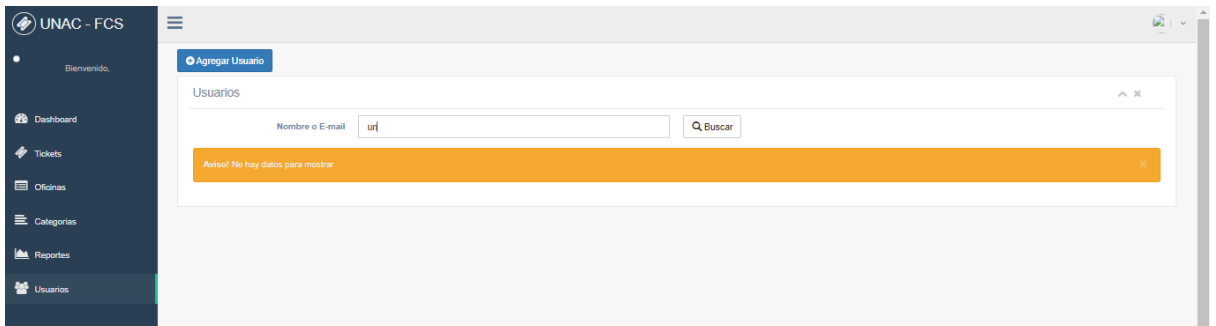 UNAC - FCS
Bienvenido,
Dashboard
Tickets
Oficinas
Categorias
Reportes
Usuarios
Agregar Usuario
Usuarios
Nombre o E-mail
un
Buscar
Aviso! No hay datos para mostrar